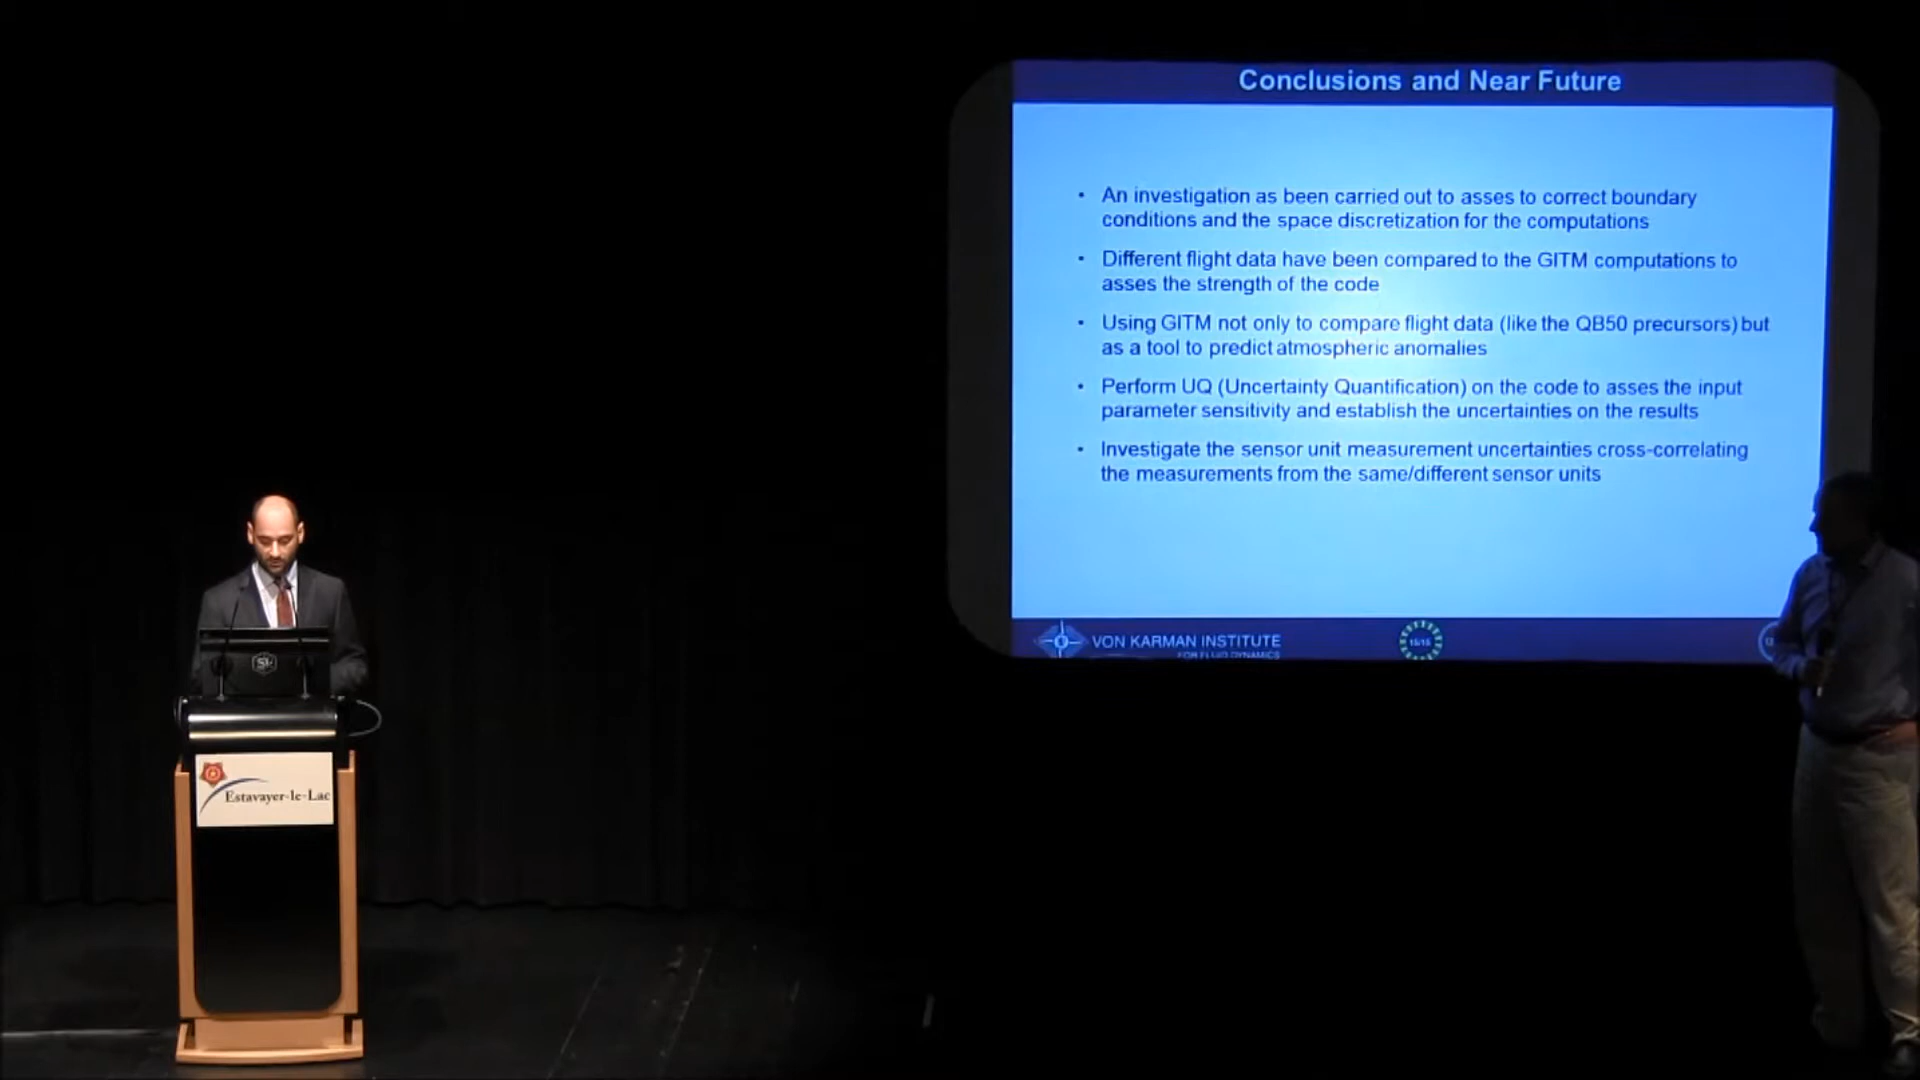 Conclusions and Near Future
• An investigation as been carried out to asses to correct boundary
conditions and the space discretization for the computations
• Different flight data have been compared to the GITM computations to
asses the strength of the code
• Using GITM not only to compare flight data (like the QB50 precursors) but
as a tool to predict atmospheric anomalies
• Perform UQ (Uncertainty Quantification) on the code to asses the input
parameter sensitivity and establish the uncertainties on the results
• Investigate the sensor unit measurement uncertainties cross-correlating
the measurements from the same/different sensor units
VON KARMAN INSTITUTE
FOR FLUID DYNAMICS
15/15
Estavayer-le-Lac